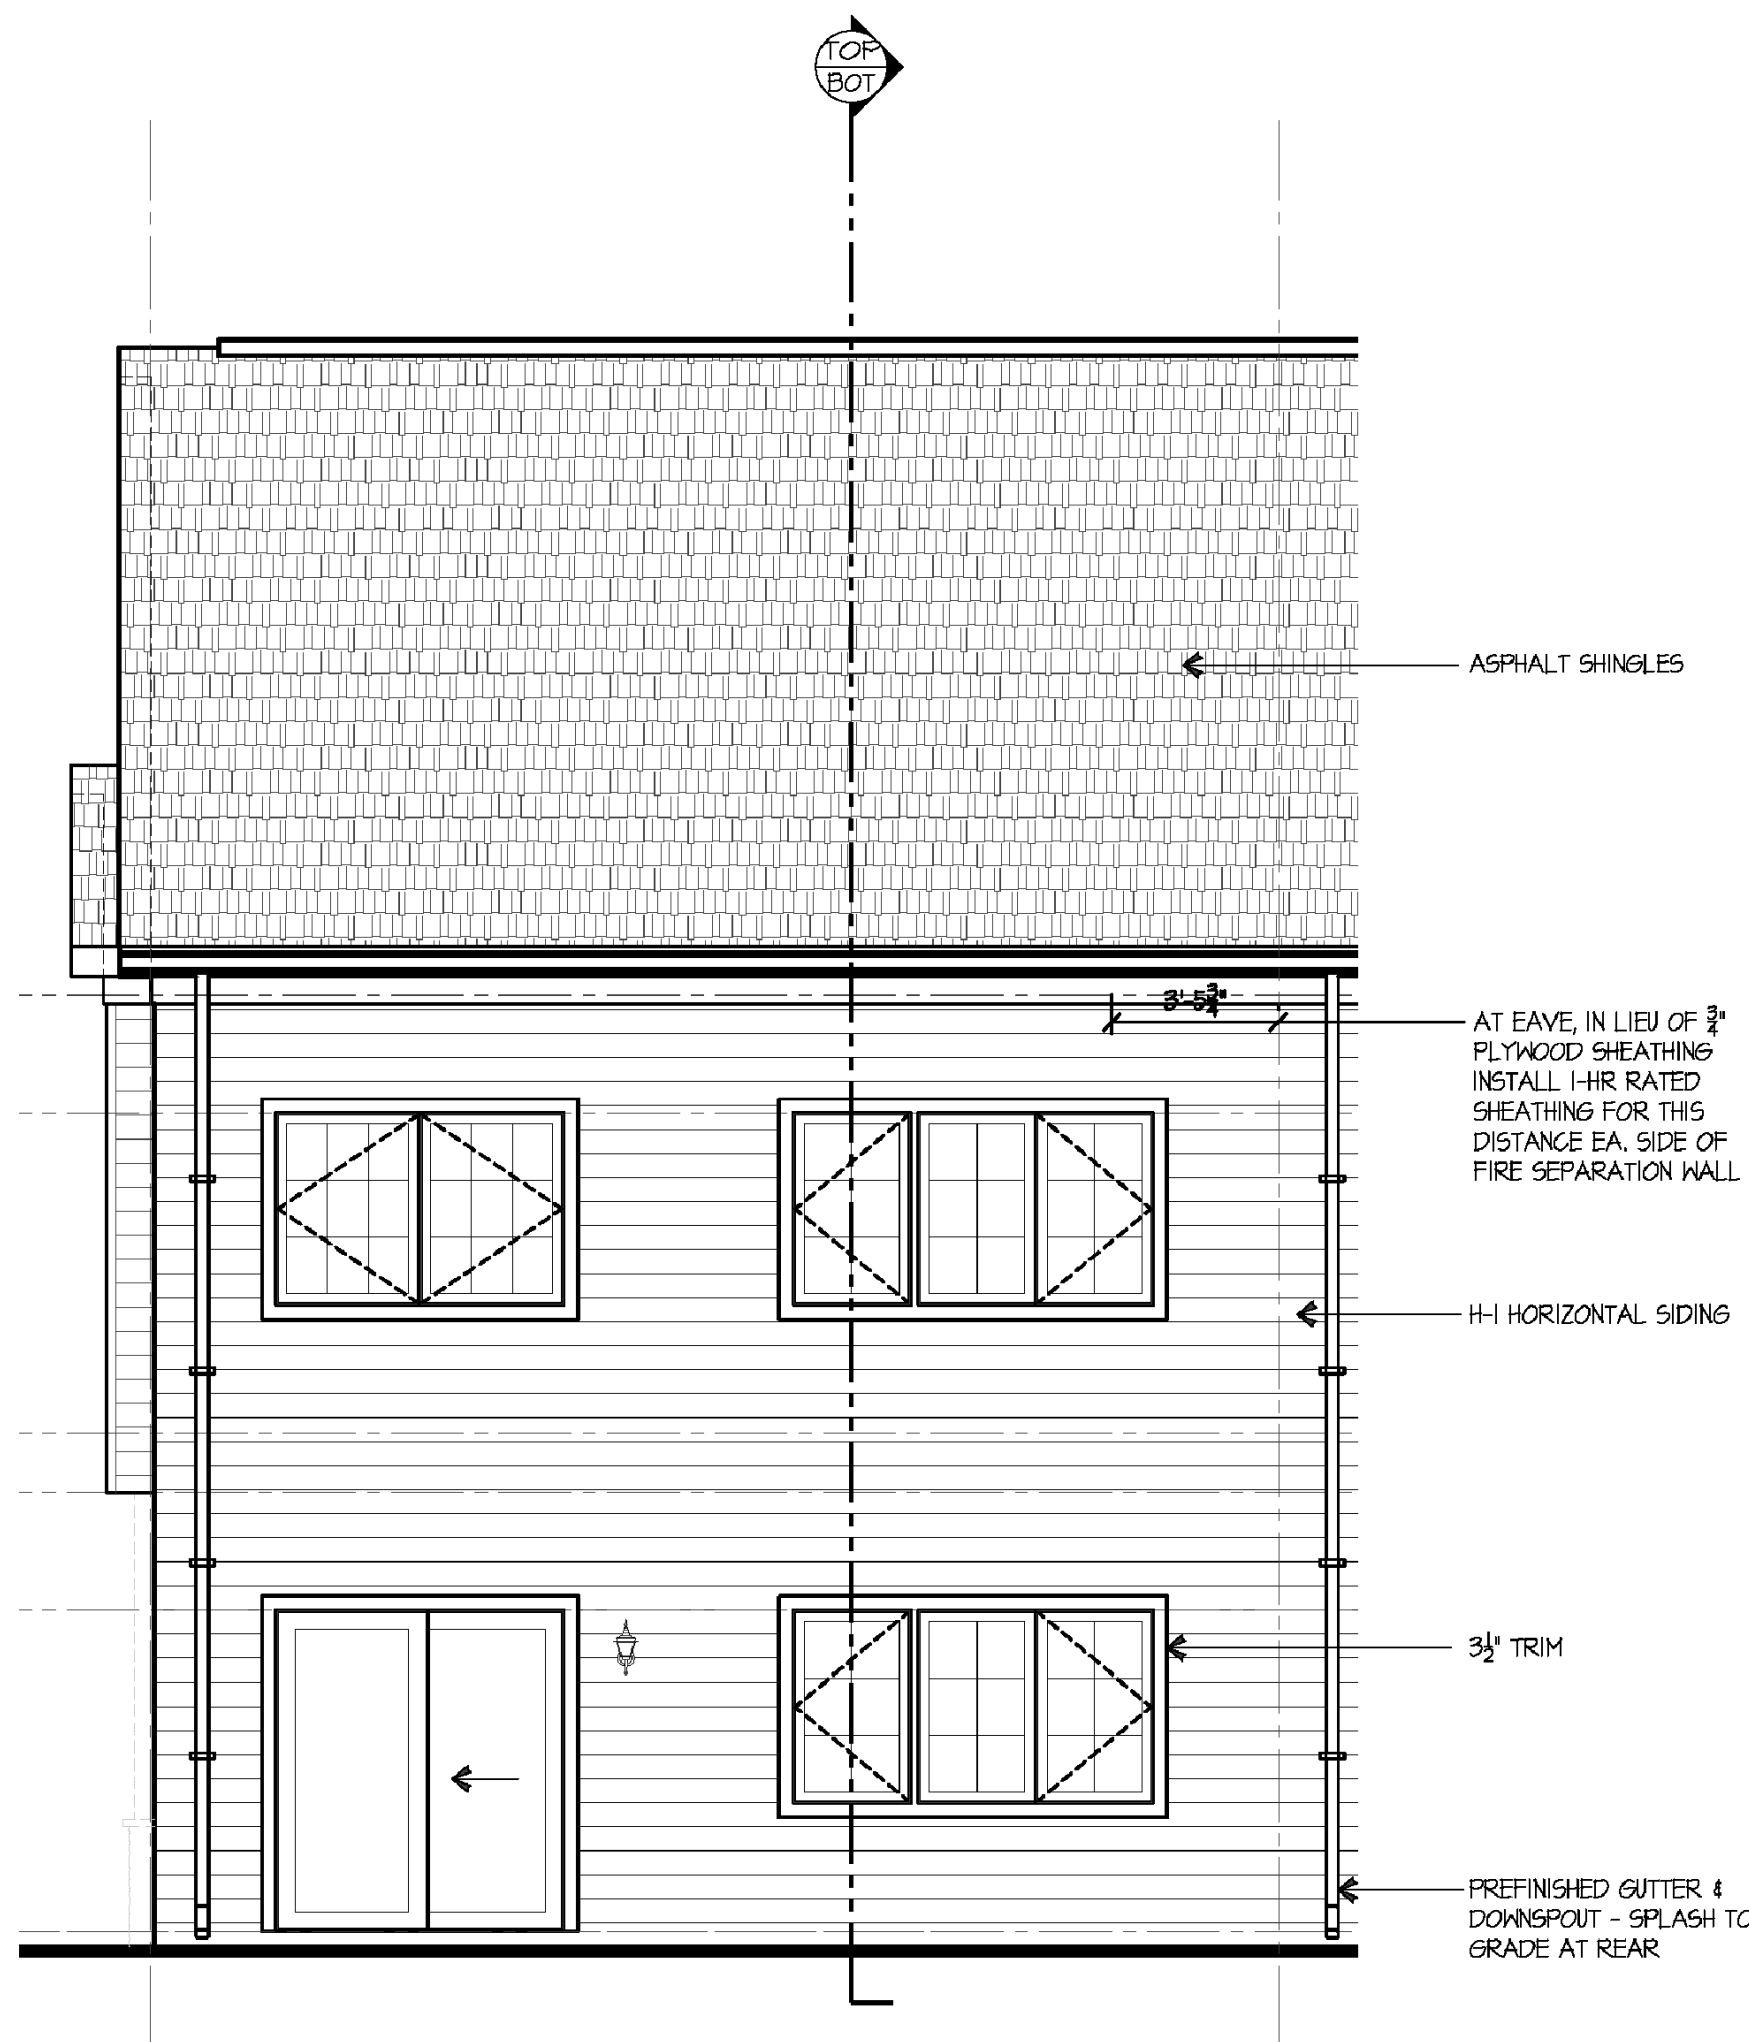 TOP
BOT
ASPHALT SHINGLES
3'-5¾"
AT EAVE, IN LIEU OF ¾"
PLYWOOD SHEATHING
INSTALL 1-HR RATED
SHEATHING FOR THIS
DISTANCE EA. SIDE OF
FIRE SEPARATION WALL
H-1 HORIZONTAL SIDING
3½" TRIM
PREFINISHED GUTTER &
DOWNSPOUT - SPLASH TO
GRADE AT REAR